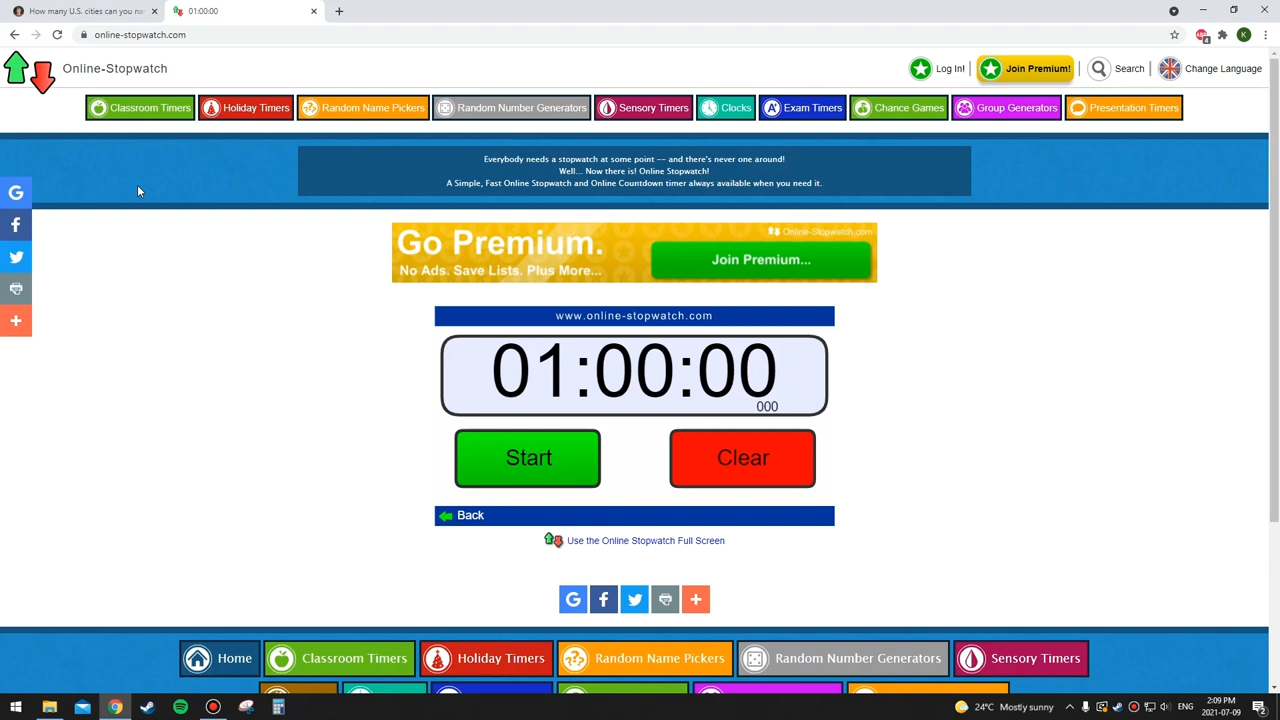 How many U.S. cities can you nav
01:00:00
online-stopwatch.com
4
K
Online-Stopwatch
Log In!
Join Premium!
Search
Change Language
Classroom Timers
Holiday Timers
Random Name Pickers
Random Number Generators
Sensory Timers
Clocks
Exam Timers
Chance Games
Group Generators
Presentation Timers
Everybody needs a stopwatch at some point -- and there's never one around!
Well... Now there is! Online Stopwatch!
A Simple, Fast Online Stopwatch and Online Countdown timer always available when you need it.
Go Premium.
No Ads. Save Lists. Plus More...
Online-Stopwatch.com
Join Premium...
www.online-stopwatch.com
01:00:00
000
Start
Clear
Back
Use the Online Stopwatch Full Screen
Home
Classroom Timers
Holiday Timers
Random Name Pickers
Random Number Generators
Sensory Timers
24°C Mostly sunny
ENG
2:09 PM
2021-07-09
2